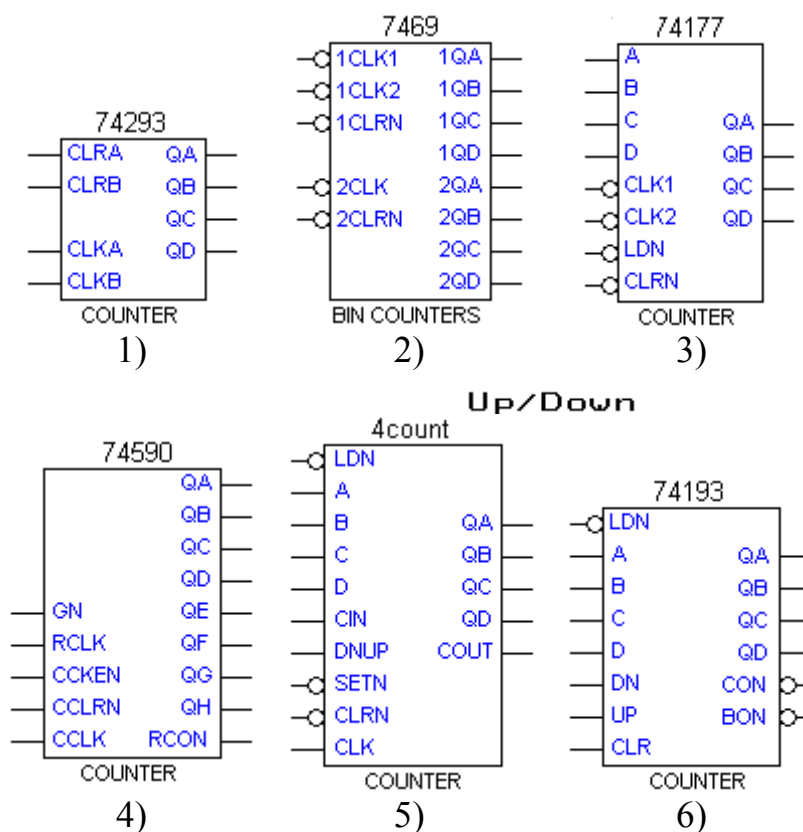 74293
CLRA QA
CLRB QB
QC
CLKA QD
CLKB
COUNTER
1)
7469
1CLK1 1QA
1CLK2 1QB
1CLRN 1QC
1QD
2CLK 2QA
2CLRN 2QB
2QC
2QD
BIN COUNTERS
2)
74177
A
B
C QA
D QB
CLK1 QC
CLK2 QD
LDN
CLRN
COUNTER
3)
Up/Down
74590
QA
QB
QC
QD
GN QE
RCLK QF
CCKEN QG
CCLRN QH
CCLK RCON
COUNTER
4)
4count
LDN
A
B QA
C QB
D QC
CIN QD
DNUP COUT
SETN
CLRN
CLK
COUNTER
5)
74193
LDN
A QA
B QB
C QC
D QD
DN CON
UP BON
CLR
COUNTER
6)